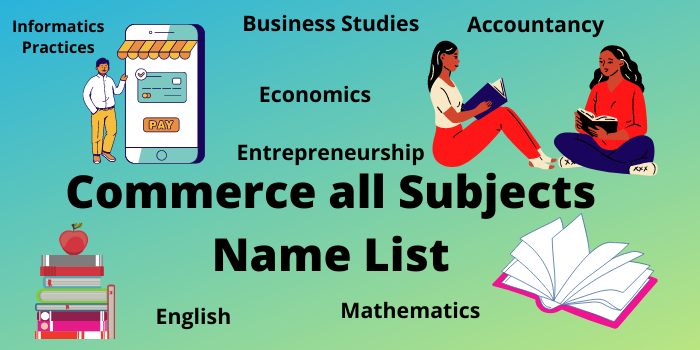 Informatics
Practices
Business Studies
Accountancy
Economics
PAY
Entrepreneurship
Commerce all Subjects
Name List
English
Mathematics